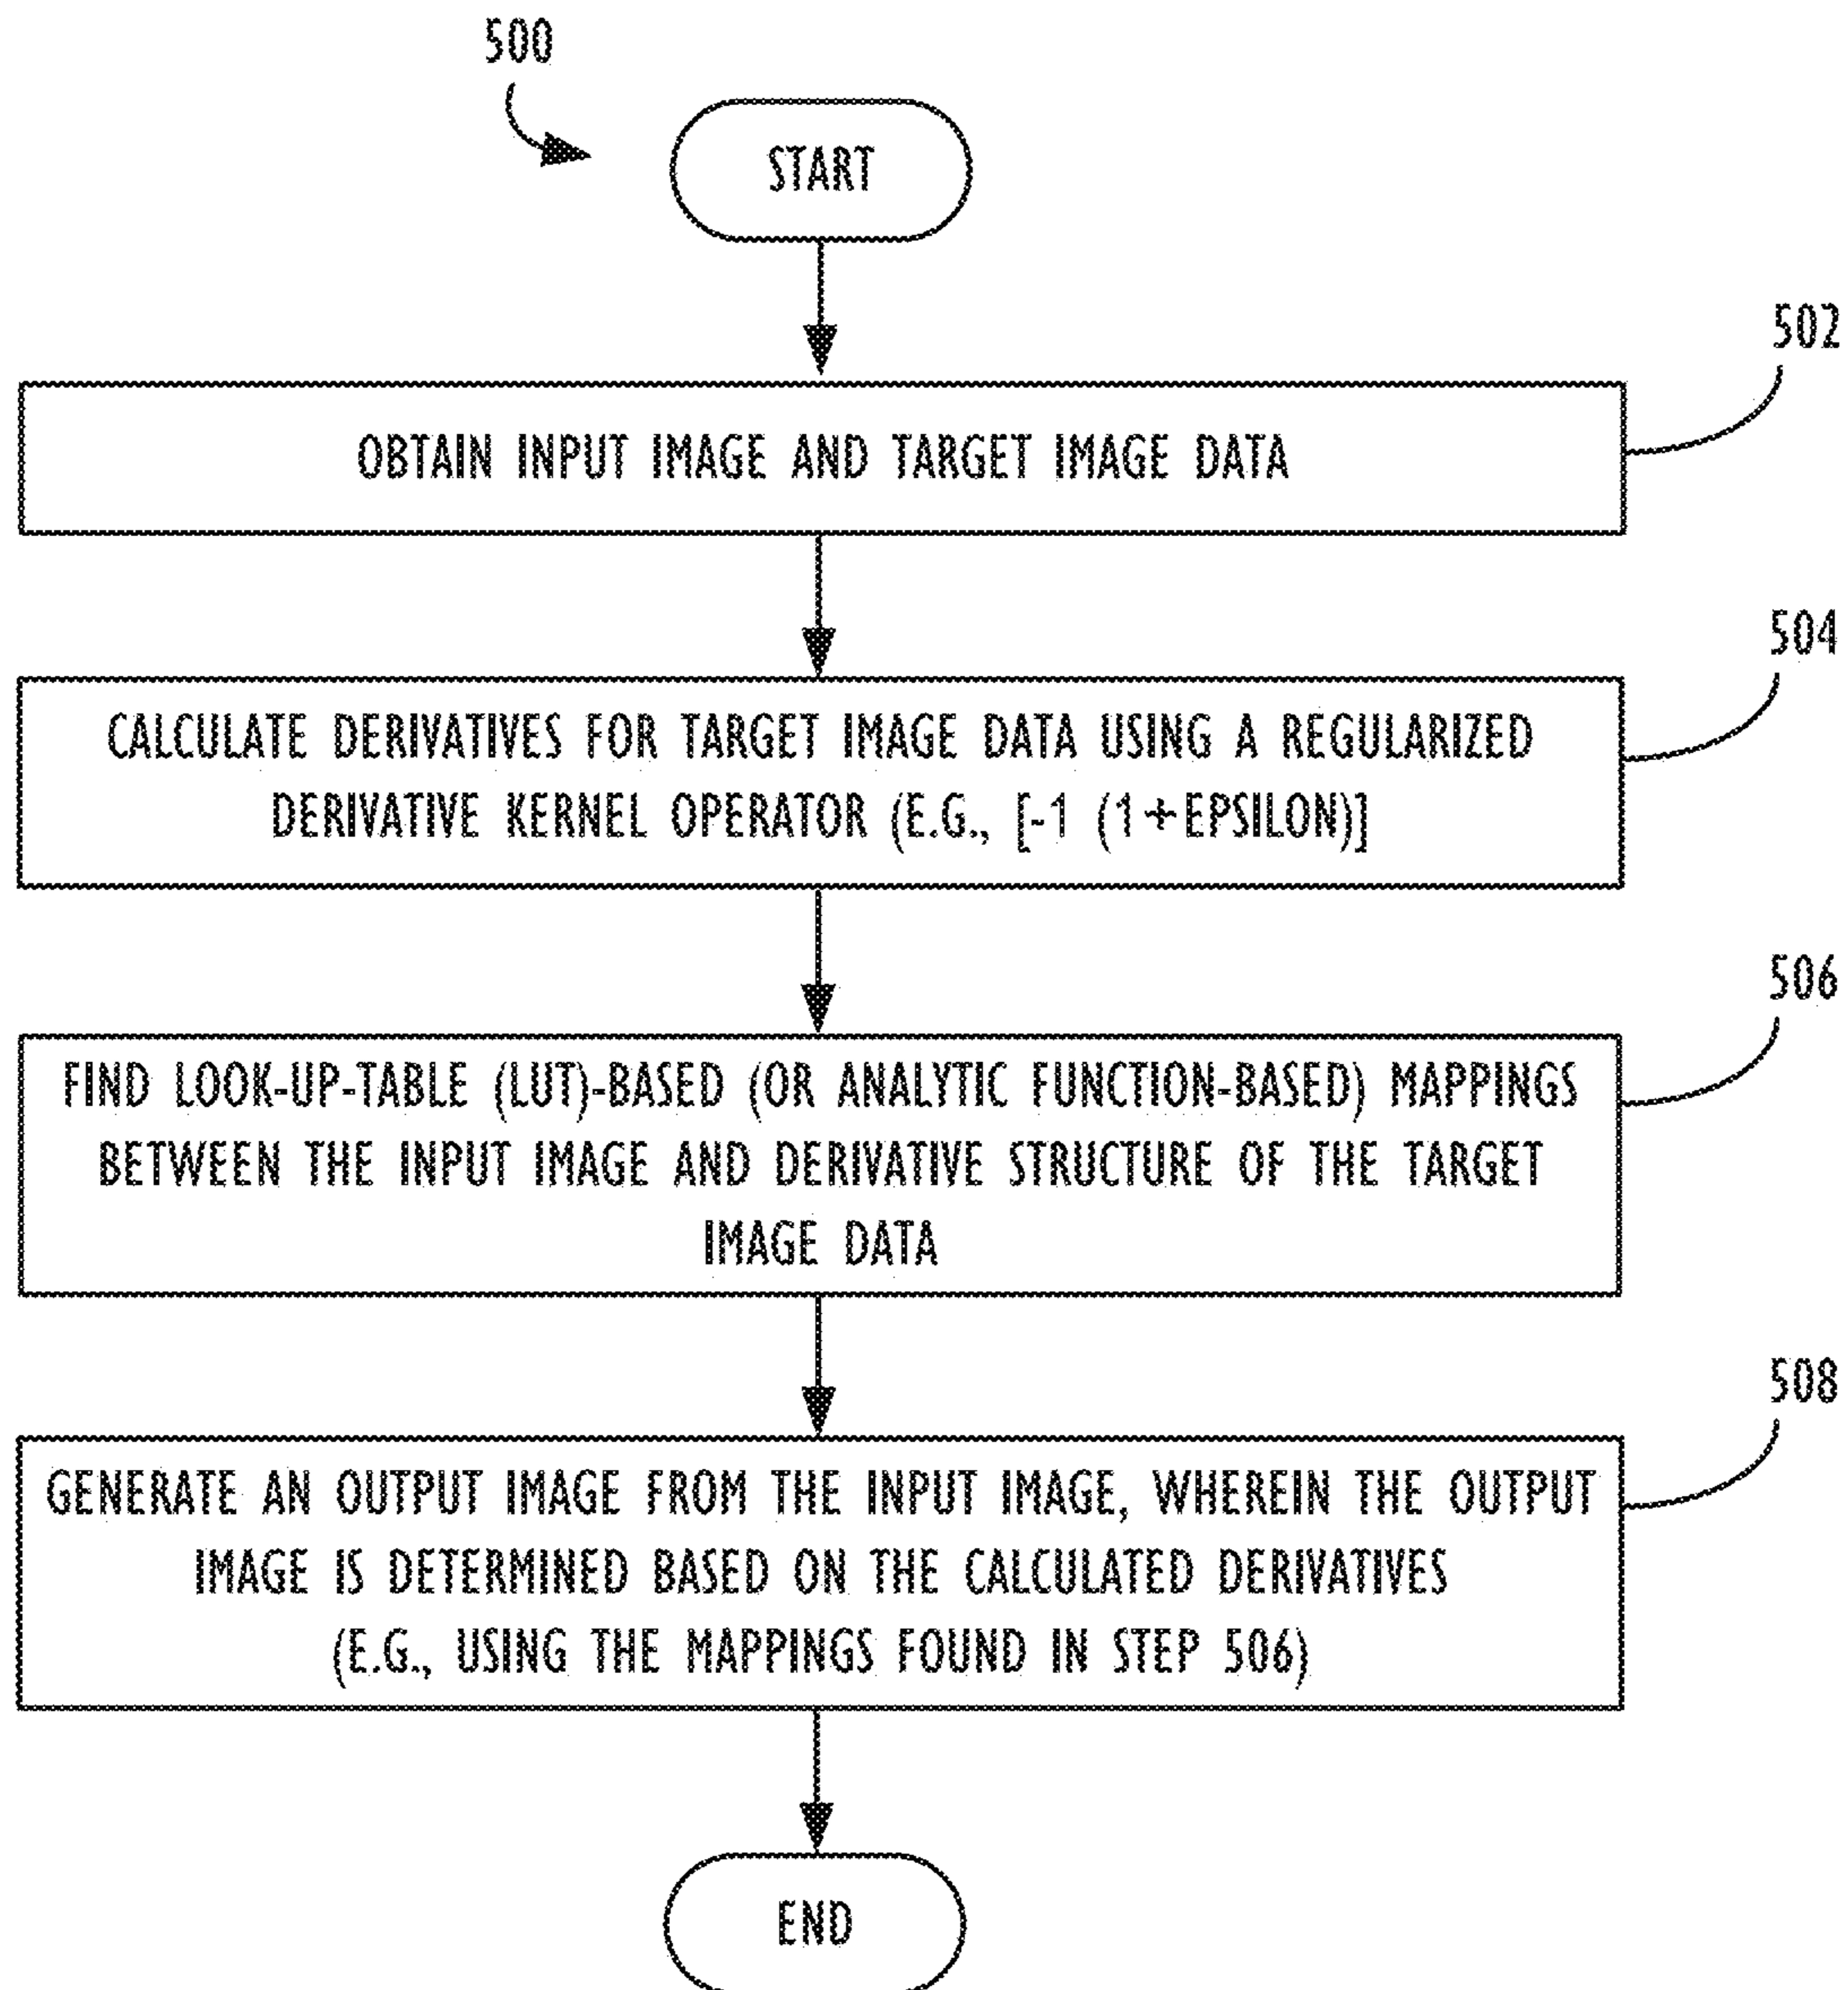 500
START
502
OBTAIN INPUT IMAGE AND TARGET IMAGE DATA
504
CALCULATE DERIVATIVES FOR TARGET IMAGE DATA USING A REGULARIZED
DERIVATIVE KERNEL OPERATOR (E.G., [-1 (1+EPSILON)]
506
FIND LOOK-UP-TABLE (LUT)-BASED (OR ANALYTIC FUNCTION-BASED) MAPPINGS
BETWEEN THE INPUT IMAGE AND DERIVATIVE STRUCTURE OF THE TARGET
IMAGE DATA
508
GENERATE AN OUTPUT IMAGE FROM THE INPUT IMAGE, WHEREIN THE OUTPUT
IMAGE IS DETERMINED BASED ON THE CALCULATED DERIVATIVES
(E.G., USING THE MAPPINGS FOUND IN STEP 506)
END